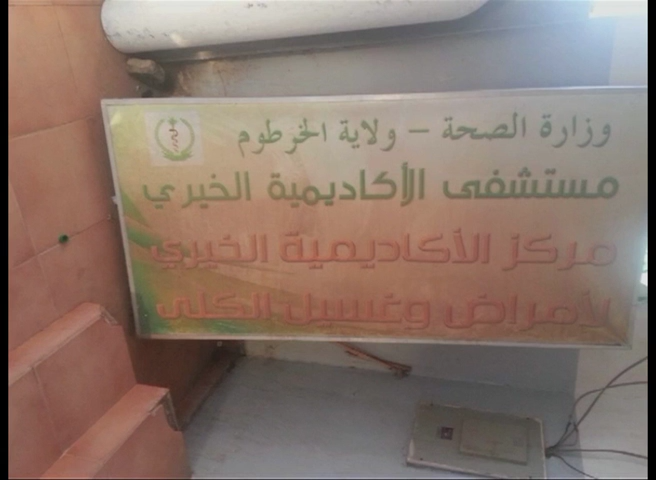 وزارة الصحة – ولاية الخرطوم
مستشفى الأكاديمية الخيري
مركز الأكاديمية الخيري
لأمراض وغسيل الكلى